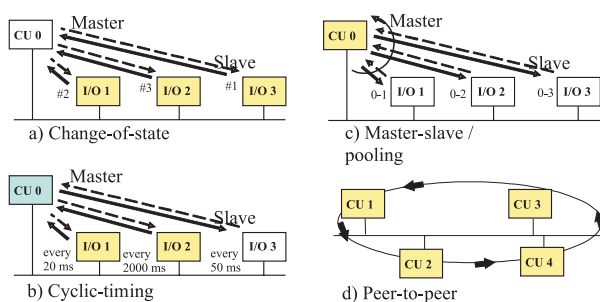 CU 0
Master
Slave
#2
I/O 1
#3
I/O 2
#1
I/O 3
a) Change-of-state
CU 0
Master
Slave
every
20 ms
I/O 1
every
2000 ms
I/O 2
every
50 ms
I/O 3
b) Cyclic-timing
CU 0
Master
Slave
0-1
I/O 1
0-2
I/O 2
0-3
I/O 3
c) Master-slave /
pooling
CU 1
CU 3
CU 2
CU 4
d) Peer-to-peer